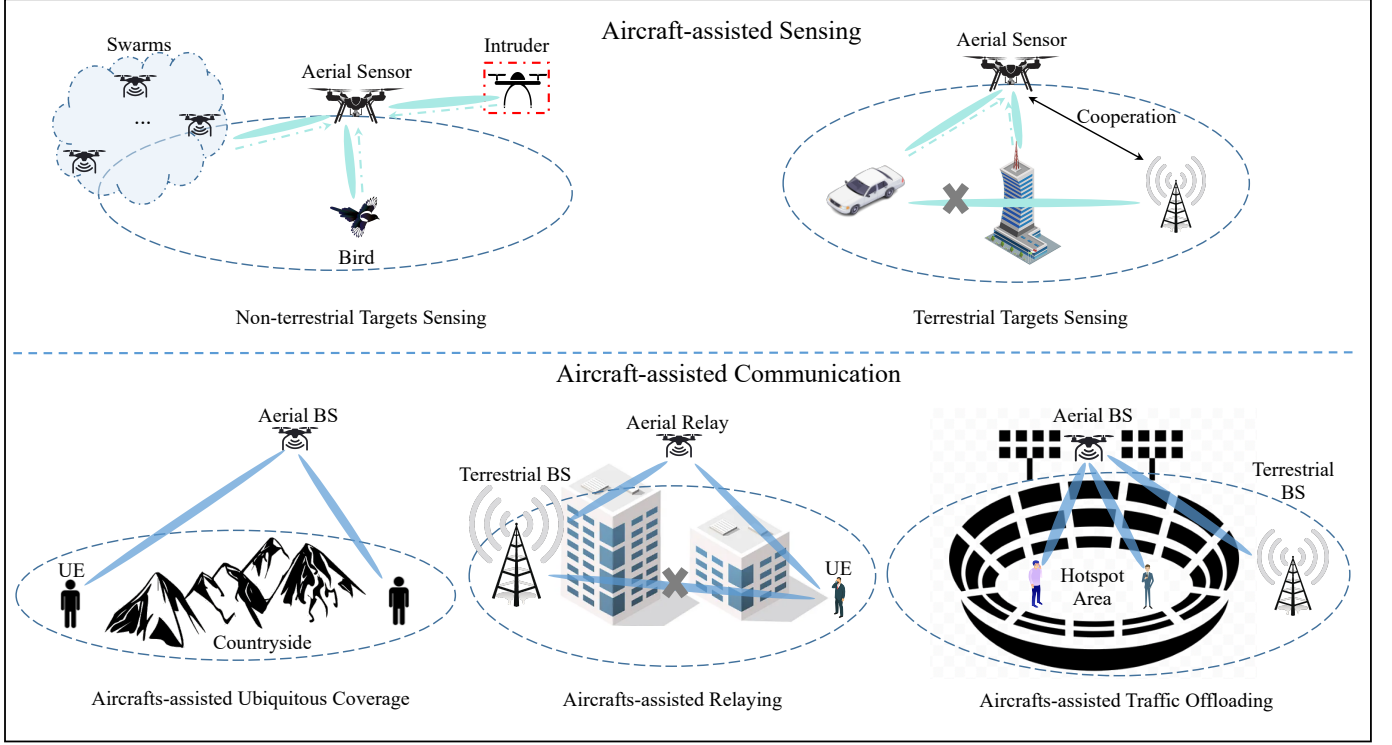 Aircraft-assisted Sensing
Swarms
...
Aerial Sensor
Intruder
Bird
Non-terrestrial Targets Sensing
Aerial Sensor
Cooperation
Terrestrial Targets Sensing
Aircraft-assisted Communication
Aerial BS
UE
Countryside
Aircrafts-assisted Ubiquitous Coverage
Aerial Relay
Terrestrial BS
UE
Aircrafts-assisted Relaying
Aerial BS
Terrestrial
BS
Hotspot
Area
Aircrafts-assisted Traffic Offloading